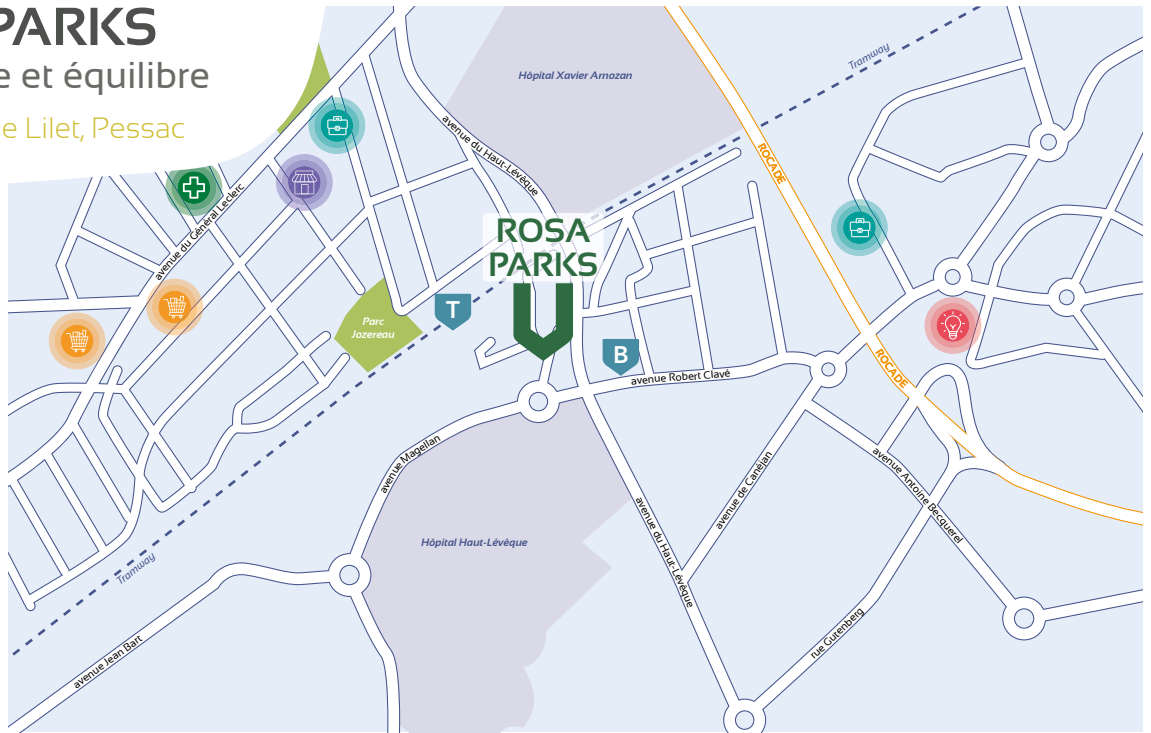 PARKS
e et équilibre
e Lilet, Pessac
Hôpital Xavier Arnozan
Tramway
avenue du Haut-Lévêque
ROCADE
avenue du Général Leclerc
ROSA
PARKS
T
Parc
Jozereau
B
avenue Robert Clavé
ROCADE
avenue Magellan
avenue de Canéjan
avenue Antoine Becquerel
Hôpital Haut-Lévêque
avenue du Haut-Lévêque
Tramway
rue Gutenberg
avenue Jean Bart